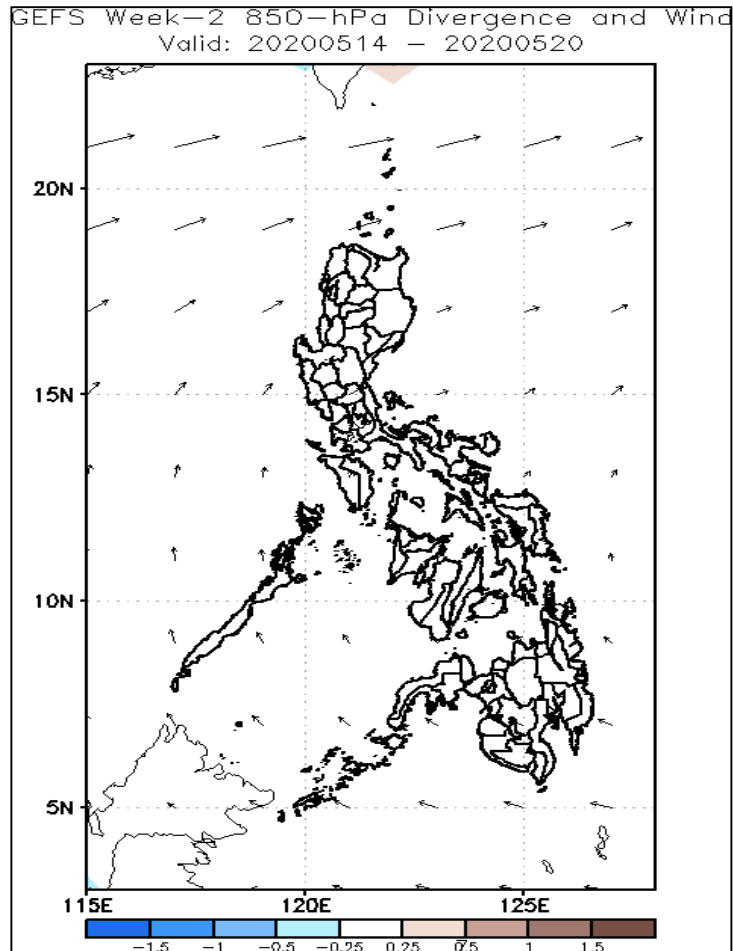 GEFS Week-2 850-hPa Divergence and Wind
Valid: 20200514 - 20200520
20N
15N
10N
5N
115E 120E 125E
-1.5 -1 -0.5 -0.25 0.25 0.5 1 1.5